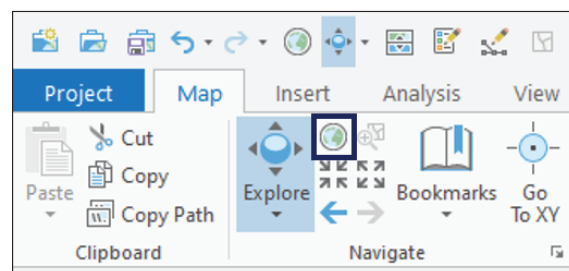 Project Map Insert Analysis View
Cut
Copy
Paste
Copy Path
Clipboard
Explore
Bookmarks
Go
To XY
Navigate